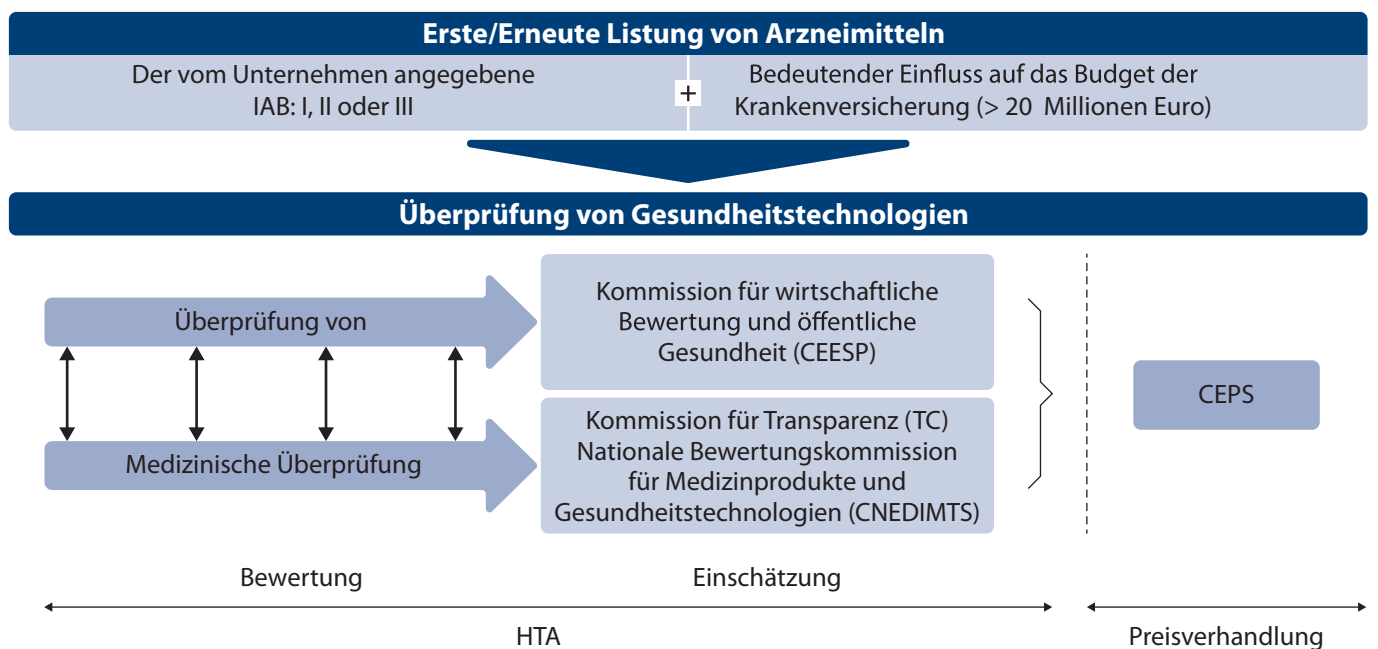 Erste/Erneute Listung von Arzneimitteln
Der vom Unternehmen angegebene
IAB: I, II oder III
+
Bedeutender Einfluss auf das Budget der
Krankenversicherung (> 20 Millionen Euro)
Überprüfung von Gesundheitstechnologien
Überprüfung von
Kommission für wirtschaftliche
Bewertung und öffentliche
Gesundheit (CEESP)
Medizinische Überprüfung
Kommission für Transparenz (TC)
Nationale Bewertungskommission
für Medizinprodukte und
Gesundheitstechnologien (CNEDIMTS)
CEPS
Bewertung
Einschätzung
HTA
Preisverhandlung